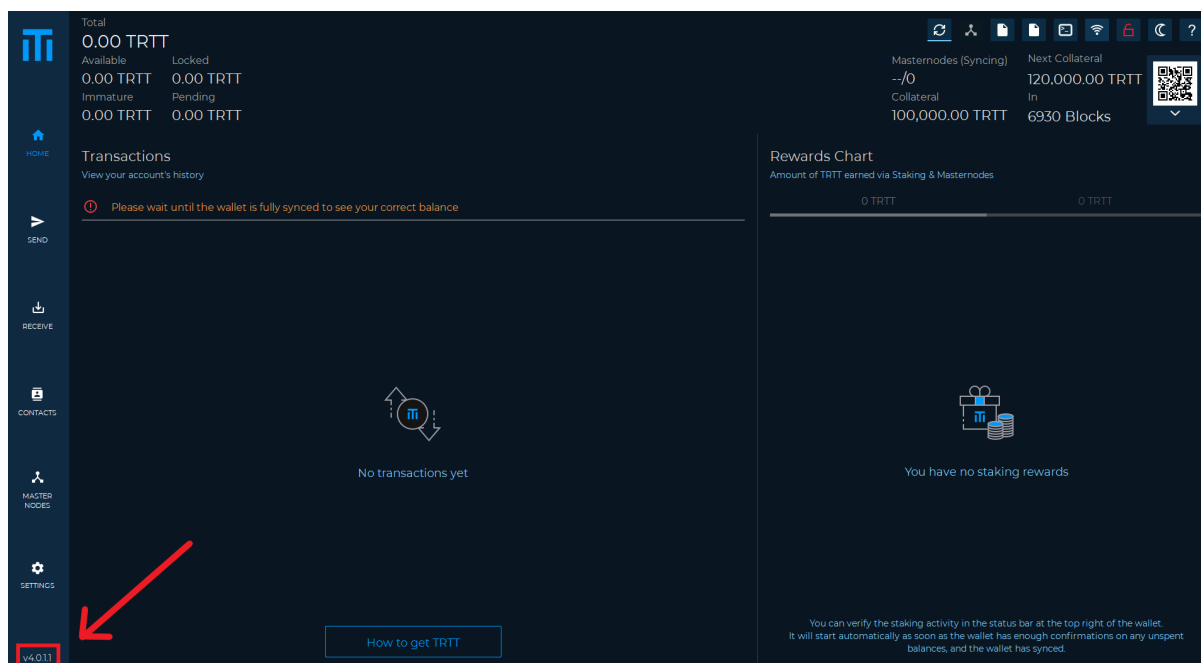 Total
0.00 TRTT
Available Locked
0.00 TRTT 0.00 TRTT
Immature Pending
0.00 TRTT 0.00 TRTT
Masternodes (Syncing) Next Collateral
--/0 120,000.00 TRTT
Collateral In
100,000.00 TRTT 6930 Blocks
HOME
SEND
RECEIVE
CONTACTS
MASTER
NODES
SETTINGS
v4.0.1.1
Transactions
View your account's history
Please wait until the wallet is fully synced to see your correct balance
No transactions yet
How to get TRTT
Rewards Chart
Amount of TRTT earned via Staking & Masternodes
0 TRTT 0 TRTT
You have no staking rewards
You can verify the staking activity in the status bar at the top right of the wallet.
It will start automatically as soon as the wallet has enough confirmations on any unspent
balances, and the wallet has synced.